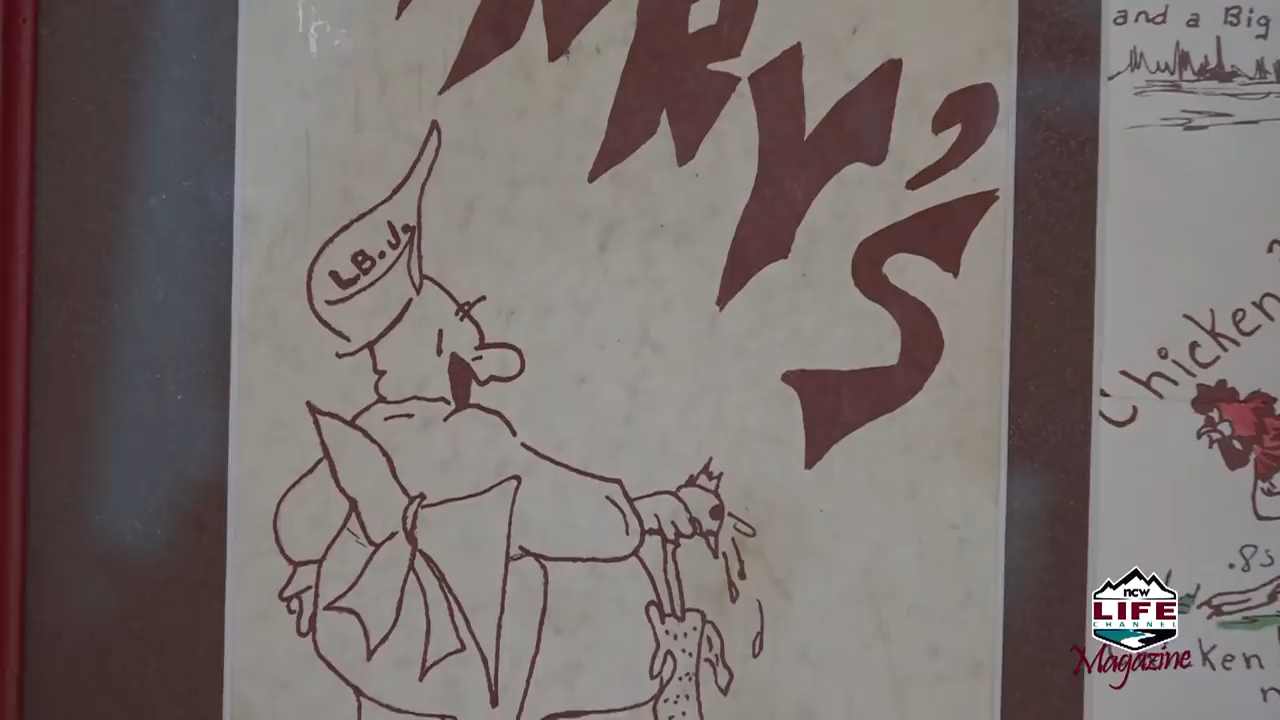 RY'S
L.B.J.
and a Big
Chicken
.85
ken
ncw
LIFE
CHANNEL
Magazine